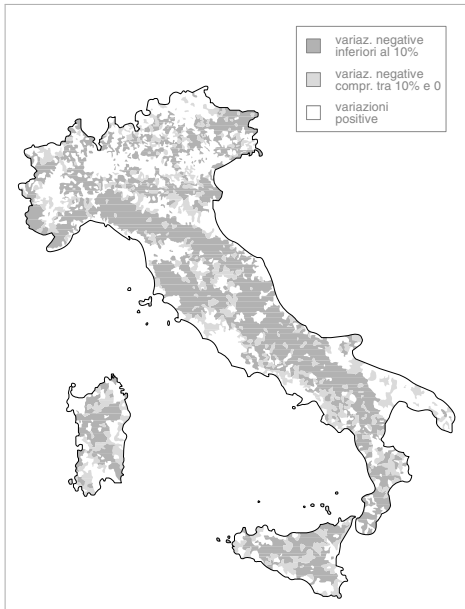 variaz. negative
inferiori al 10%
variaz. negative
compr. tra 10% e 0
variazioni
positive